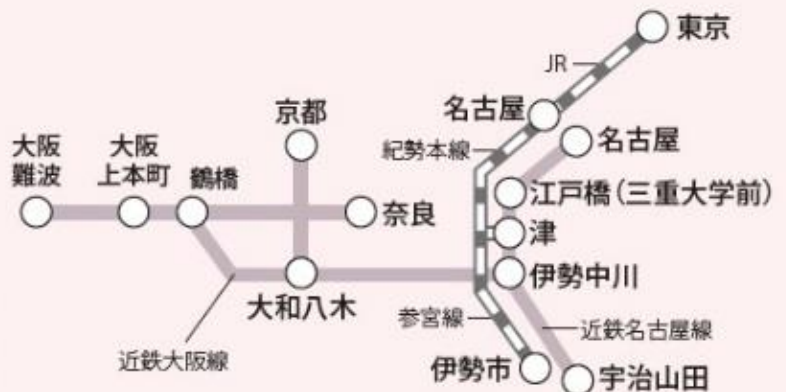 東京
JR
名古屋
京都
名古屋
大阪
難波
大阪
上本町
鶴橋
紀勢本線
江戸橋（三重大学前）
奈良
津
伊勢中川
大和八木
参宮線
近鉄名古屋線
近鉄大阪線
伊勢市
宇治山田